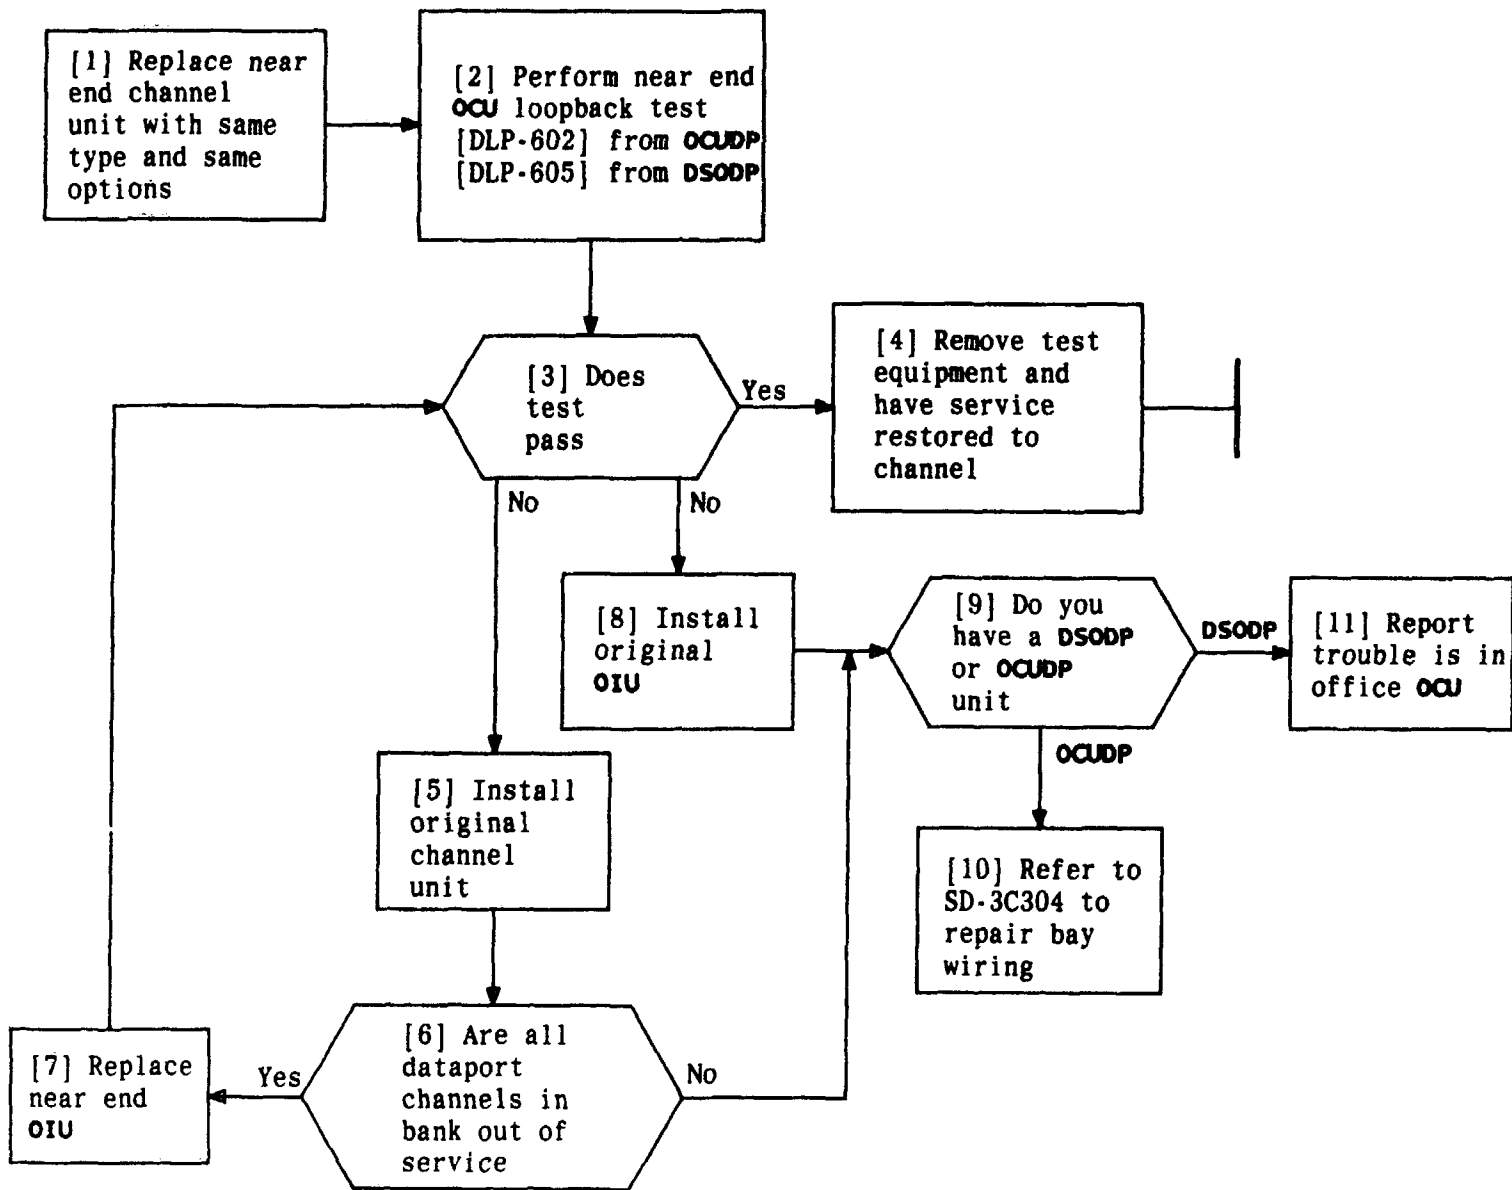 [1] Replace near
end channel
unit with same
type and same
options
[2] Perform near end
OCU loopback test
[DLP-602] from OCUDP
[DLP-605] from DSODP
[3] Does
test
pass
Yes
[4] Remove test
equipment and
have service
restored to
channel
No
No
[8] Install
original
OIU
[9] Do you
have a DSODP
or OCUDP
unit
DSODP
[11] Report
trouble is in
office OCU
OCUDP
[10] Refer to
SD-3C304 to
repair bay
wiring
[5] Install
original
channel
unit
[6] Are all
dataport
channels in
bank out of
service
Yes
No
[7] Replace
near end
OIU